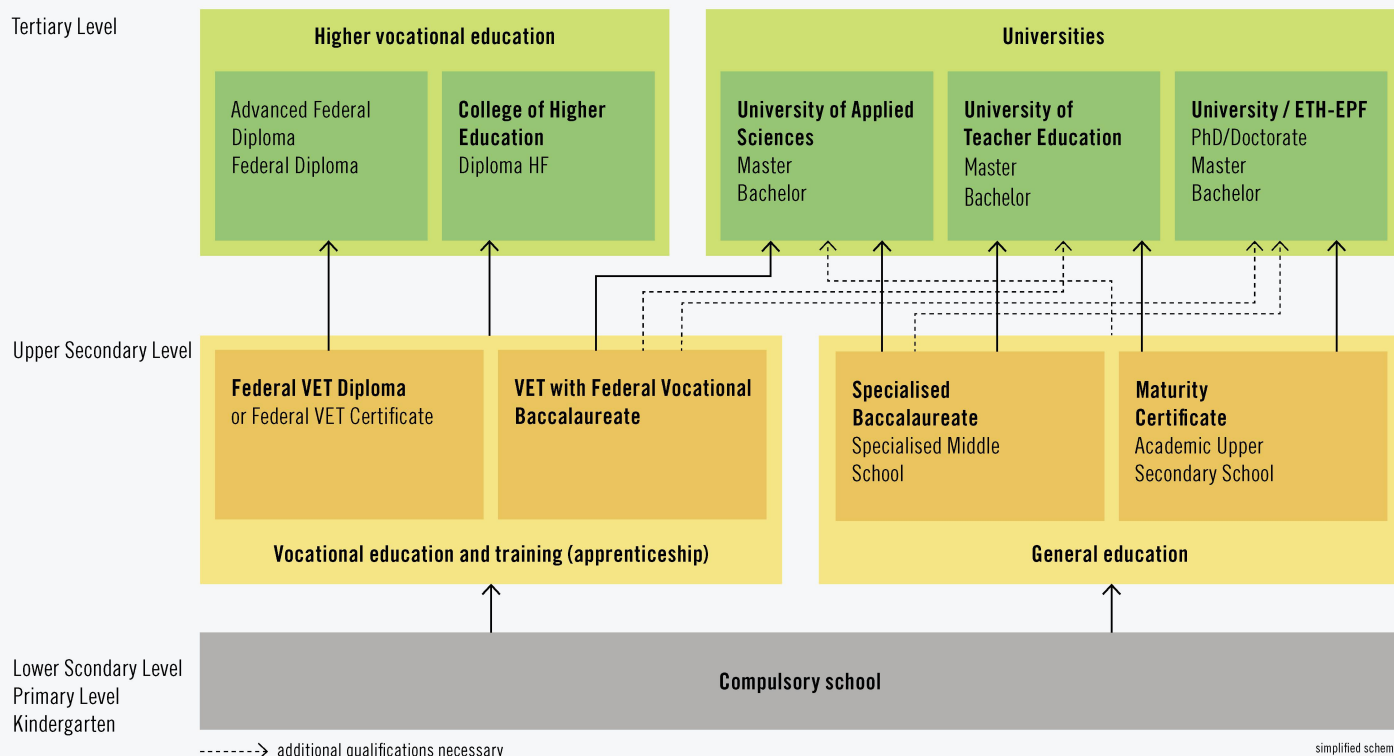 Tertiary Level
Higher vocational education
Advanced Federal
Diploma
Federal Diploma
College of Higher
Education
Diploma HF
Universities
University of Applied
Sciences
Master
Bachelor
University of
Teacher Education
Master
Bachelor
University / ETH-EPF
PhD/Doctorate
Master
Bachelor
Upper Secondary Level
Federal VET Diploma
or Federal VET Certificate
VET with Federal Vocational
Baccalaureate
Vocational education and training (apprenticeship)
Specialised
Baccalaureate
Specialised Middle
School
Maturity
Certificate
Academic Upper
Secondary School
General education
Lower Scondary Level
Primary Level
Kindergarten
Compulsory school
additional qualifications necessary
simplified schem